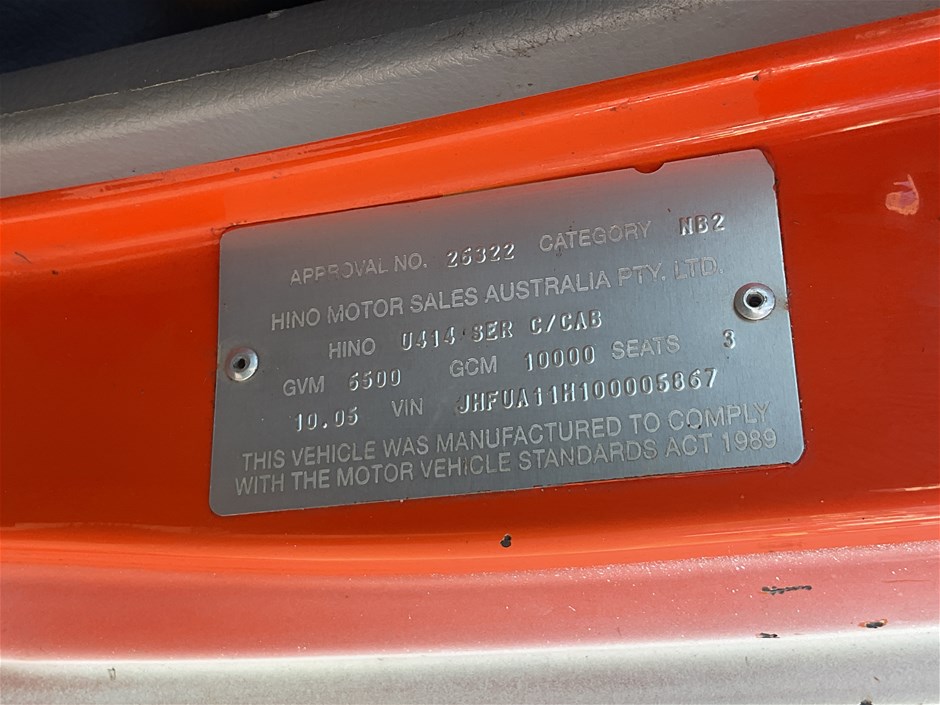 APPROVAL NO. 26322 CATEGORY NB2
HINO MOTOR SALES AUSTRALIA PTY. LTD.
HINO U414 SER C/CAB
GVM 6500 GCM 10000 SEATS 3
10.05 VIN JHFUA11H100005867
THIS VEHICLE WAS MANUFACTURED TO COMPLY
WITH THE MOTOR VEHICLE STANDARDS ACT 1989